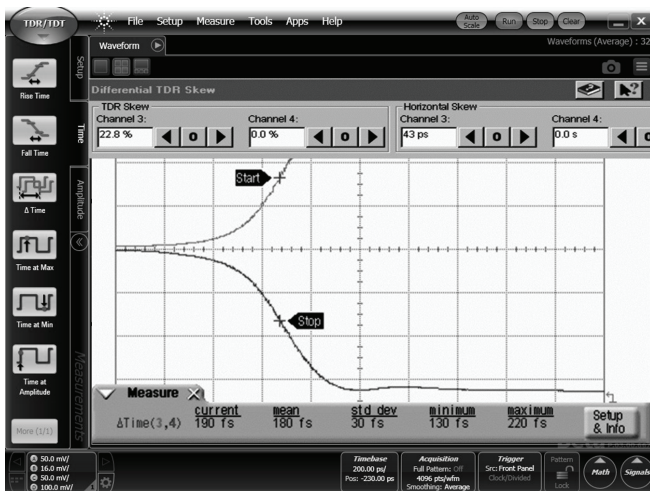 TDR/TDT
File Setup Measure Tools Apps Help
Auto Scale Run Stop Clear
Max
Waveform
Waveforms (Average) : 32
Rise Time
Fall Time
Δ Time
Time at Max
Time at Min
Time at Amplitude
More (1/1)
Setup
Time
Amplitude
Measurements
Differential TDR Skew
TDR Skew
Channel 3:
22.8 %
0
Channel 4:
0.0 %
0
Horizontal Skew
Channel 3:
43 ps
0
Channel 4:
0.0 s
0
Start
Stop
Measure
current mean std dev minimum maximum
ΔTime(3,4) 190 fs 180 fs 30 fs 130 fs 220 fs
Setup & Info
50.0 mV/
16.0 mV/
50.0 mV/
100.0 mV/
Timebase
200.00 ps/
Pos: -230.00 ps
Acquisition
Full Pattern: Off
4096 pts/wfm
Smoothing: Average
Trigger
Src: Front Panel
Clock/Divided
Pattern
Lock
Math
Signals